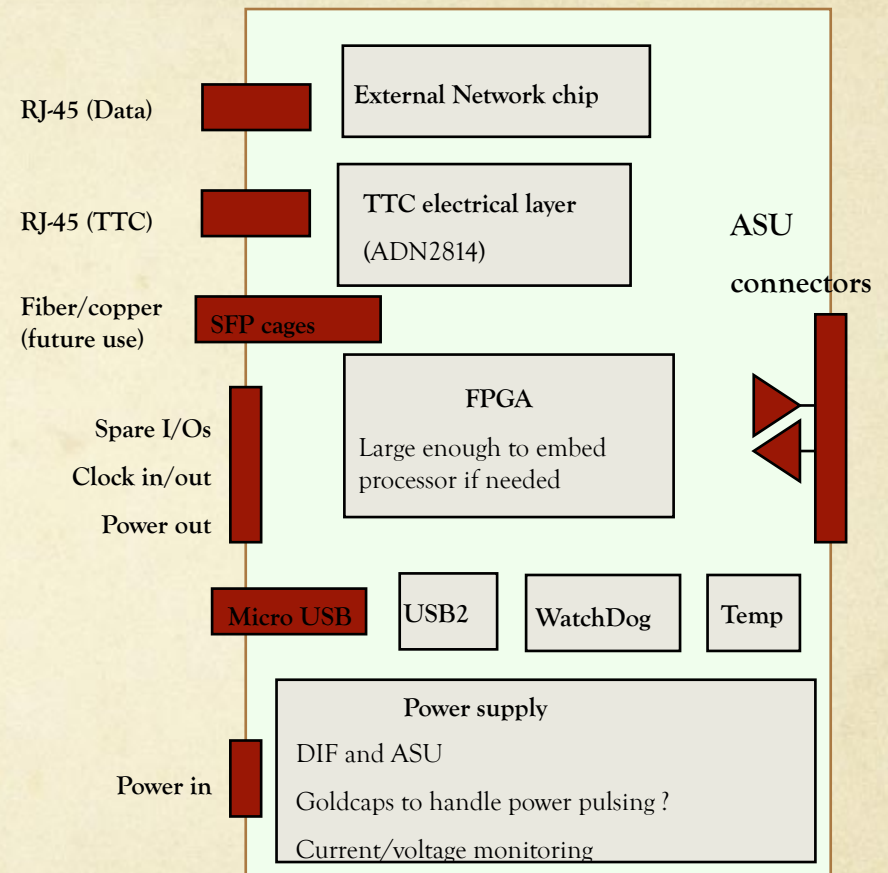 RJ-45 (Data)
External Network chip
RJ-45 (TTC)
TTC electrical layer
(ADN2814)
ASU
connectors
Fiber/copper
(future use)
SFP cages
FPGA
Large enough to embed
processor if needed
Spare I/Os
Clock in/out
Power out
Micro USB
USB2
WatchDog
Temp
Power supply
DIF and ASU
Goldcaps to handle power pulsing ?
Current/voltage monitoring
Power in